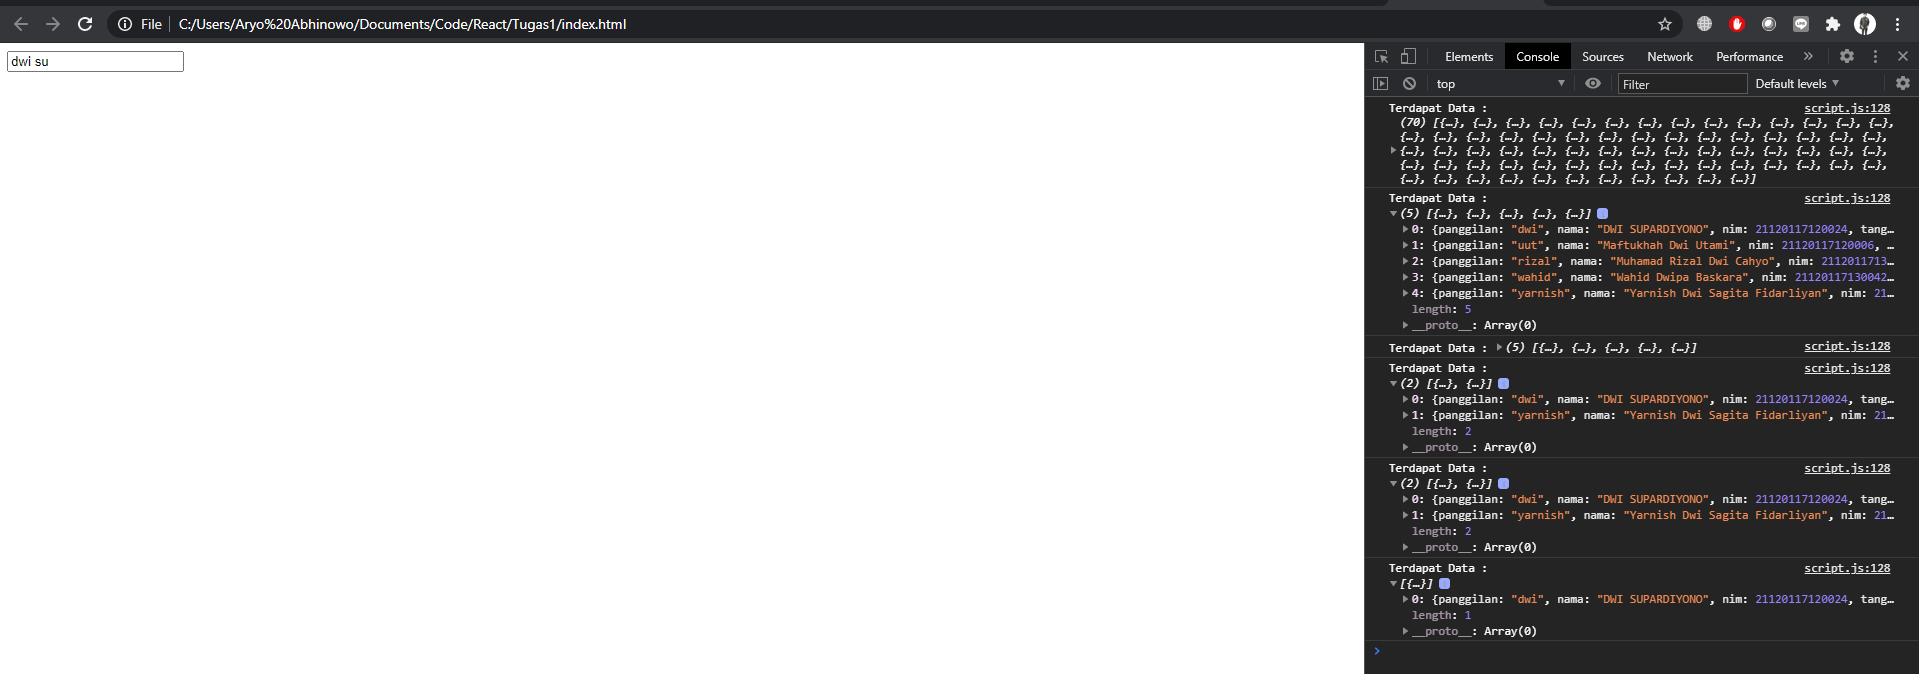 File C:/Users/Aryo%20Abhinowo/Documents/Code/React/Tugas1/index.html
dwi su
Elements Console Sources Network Performance »
top Filter Default levels
Terdapat Data : script.js:128
(70) [{…}, {…}, {…}, {…}, {…}, {…}, {…}, {…}, {…}, {…}, {…}, {…}, {…}, {…},
{…}, {…}, {…}, {…}, {…}, {…}, {…}, {…}, {…}, {…}, {…}, {…}, {…}, {…}, {…},
{…}, {…}, {…}, {…}, {…}, {…}, {…}, {…}, {…}, {…}, {…}, {…}, {…}, {…}, {…},
{…}, {…}, {…}, {…}, {…}, {…}, {…}, {…}, {…}, {…}, {…}, {…}, {…}, {…}, {…},
{…}, {…}, {…}, {…}, {…}, {…}, {…}, {…}, {…}, {…}, {…}]
Terdapat Data : script.js:128
(5) [{…}, {…}, {…}, {…}, {…}]
0: {panggilan: "dwi", nama: "DWI SUPARDIYONO", nim: 21120117120024, tang…
1: {panggilan: "uut", nama: "Maftukhah Dwi Utami", nim: 21120117120006, …
2: {panggilan: "rizal", nama: "Muhamad Rizal Dwi Cahyo", nim: 2112011713…
3: {panggilan: "wahid", nama: "Wahid Dwipa Baskara", nim: 21120117130042…
4: {panggilan: "yarnish", nama: "Yarnish Dwi Sagita Fidarliyan", nim: 21…
length: 5
__proto__: Array(0)
Terdapat Data : (5) [{…}, {…}, {…}, {…}, {…}] script.js:128
Terdapat Data : script.js:128
(2) [{…}, {…}]
0: {panggilan: "dwi", nama: "DWI SUPARDIYONO", nim: 21120117120024, tang…
1: {panggilan: "yarnish", nama: "Yarnish Dwi Sagita Fidarliyan", nim: 21…
length: 2
__proto__: Array(0)
Terdapat Data : script.js:128
(2) [{…}, {…}]
0: {panggilan: "dwi", nama: "DWI SUPARDIYONO", nim: 21120117120024, tang…
1: {panggilan: "yarnish", nama: "Yarnish Dwi Sagita Fidarliyan", nim: 21…
length: 2
__proto__: Array(0)
Terdapat Data : script.js:128
[{…}]
0: {panggilan: "dwi", nama: "DWI SUPARDIYONO", nim: 21120117120024, tang…
length: 1
__proto__: Array(0)